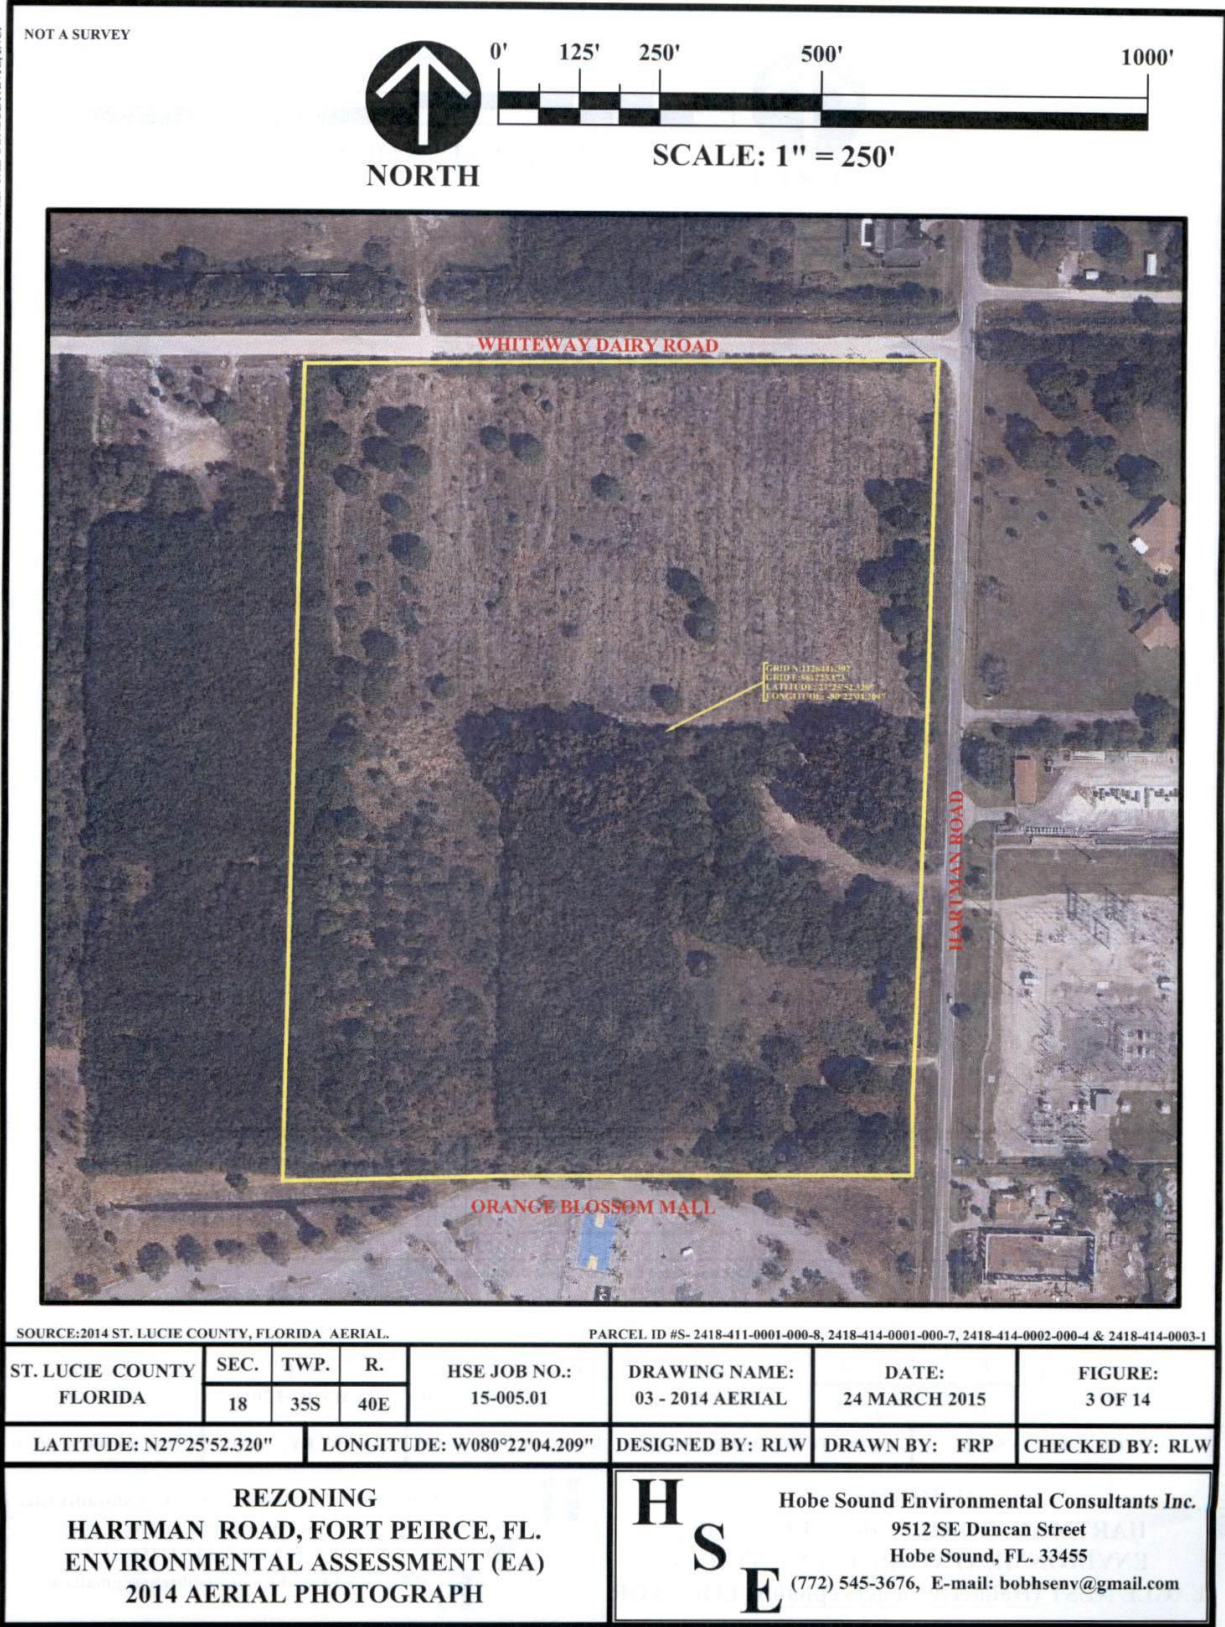 NOT A SURVEY
0' 125' 250' 500' 1000'
NORTH
SCALE: 1" = 250'
WHITEWAY DAIRY ROAD
LATITUDE: 27°25'52.320"
HARTMAN ROAD
ORANGE BLOSSOM MALL
SOURCE:2014 ST. LUCIE COUNTY, FLORIDA AERIAL.
PARCEL ID #S- 2418-411-0001-000-8, 2418-414-0001-000-7, 2418-414-0002-000-4 & 2418-414-0003-1
ST. LUCIE COUNTY
FLORIDA
SEC. TWP. R.
18 35S 40E
HSE JOB NO.:
15-005.01
DRAWING NAME:
03 - 2014 AERIAL
DATE:
24 MARCH 2015
FIGURE:
3 OF 14
LATITUDE: N27°25'52.320"
LONGITUDE: W080°22'04.209"
DESIGNED BY: RLW
DRAWN BY: FRP
CHECKED BY: RLW
REZONING
HARTMAN ROAD, FORT PEIRCE, FL.
ENVIRONMENTAL ASSESSMENT (EA)
2014 AERIAL PHOTOGRAPH
H
S
E
Hobe Sound Environmental Consultants Inc.
9512 SE Duncan Street
Hobe Sound, FL. 33455
(772) 545-3676, E-mail: bobhsenv@gmail.com